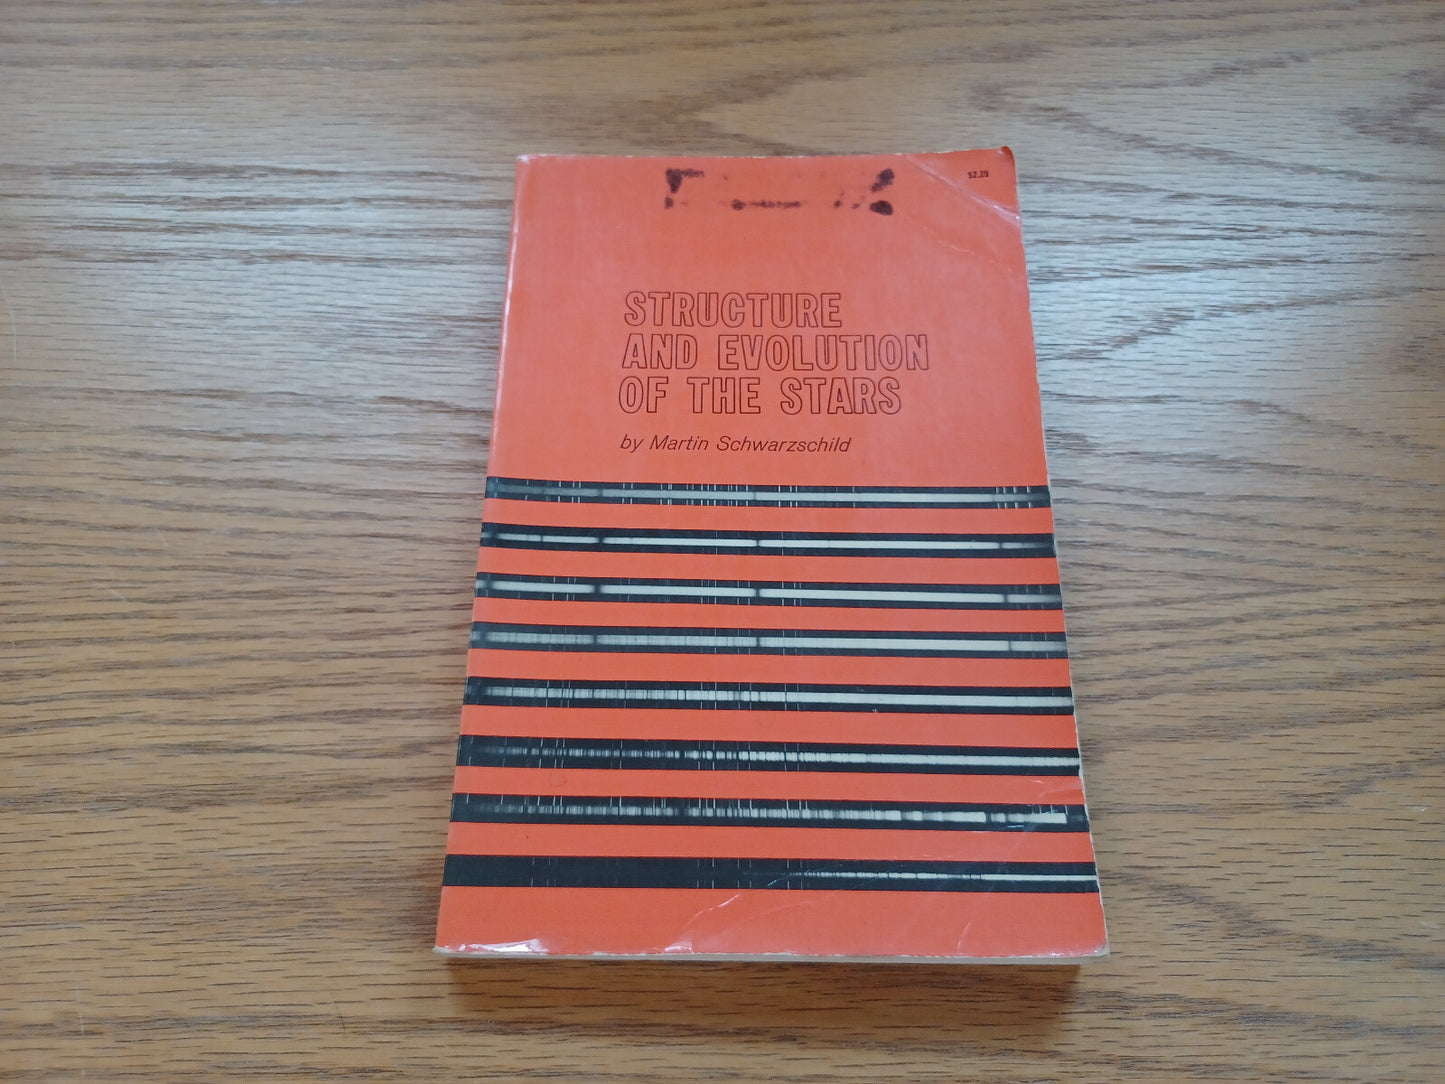 $2.25
STRUCTURE
AND EVOLUTION
OF THE STARS
by Martin Schwarzschild